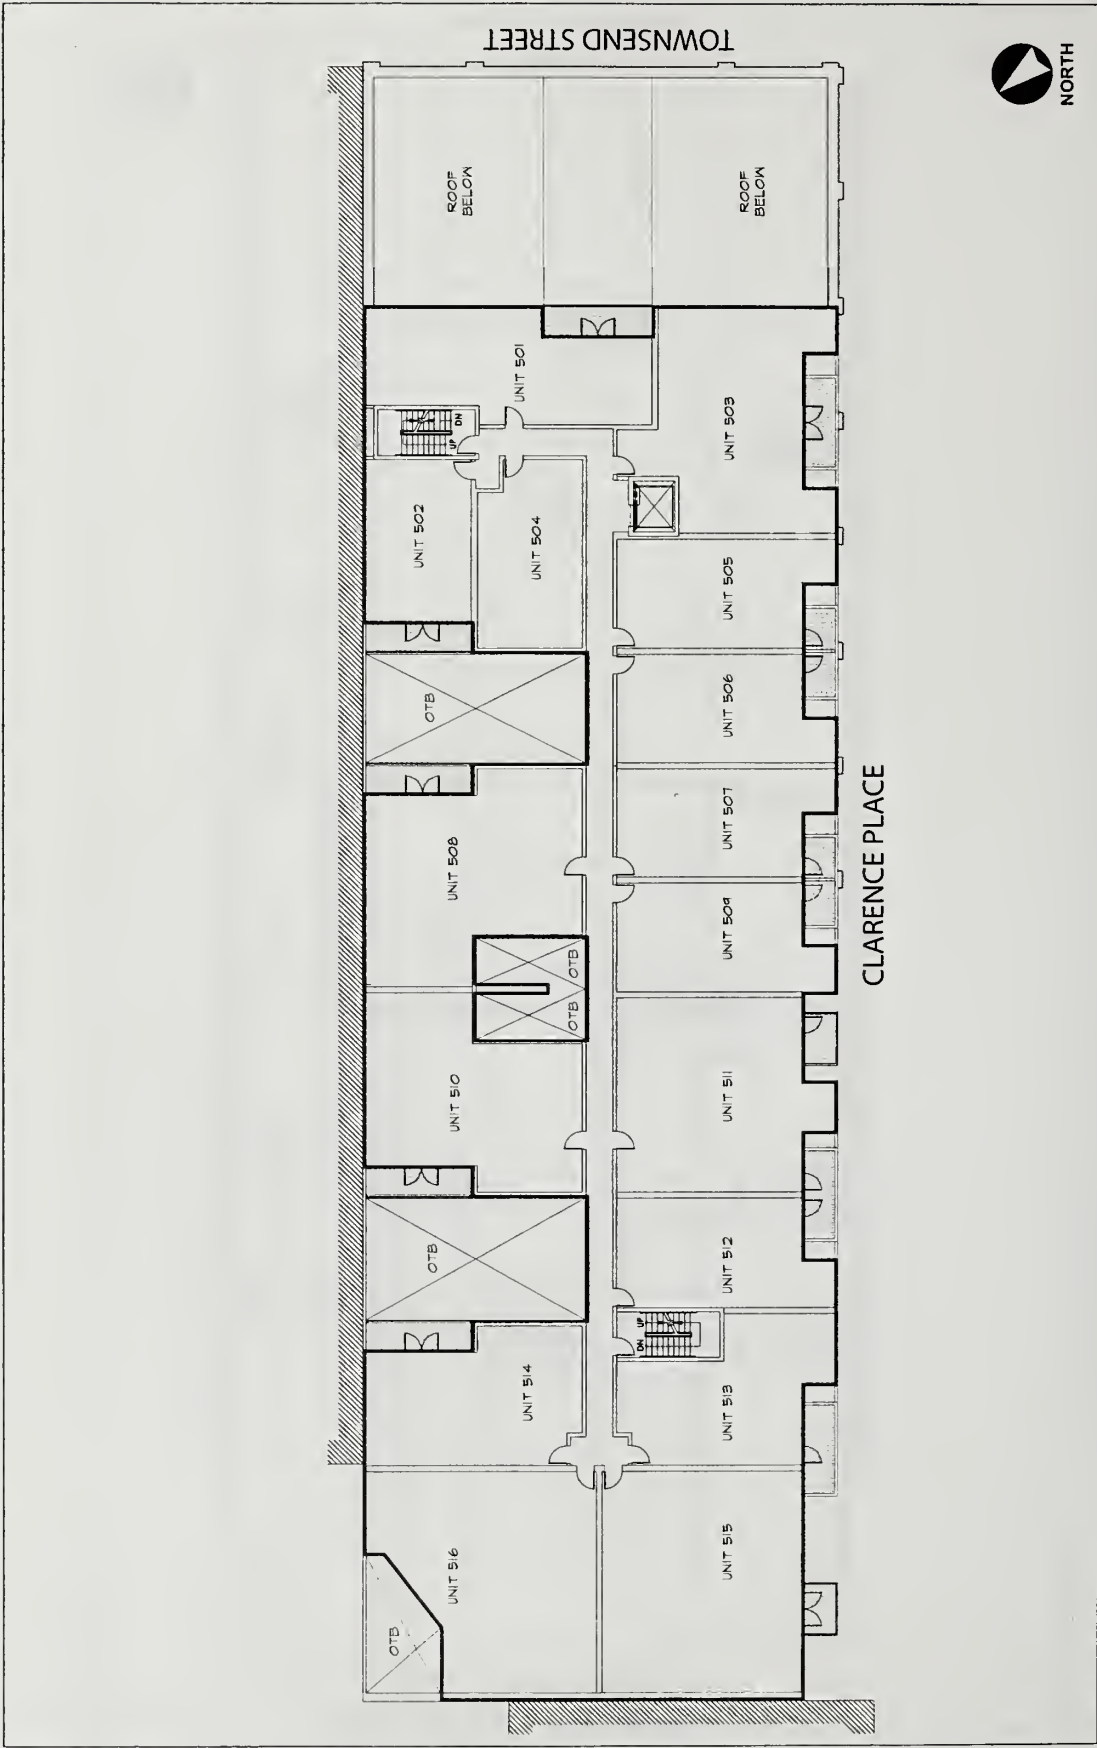 TOWNSEND STREET
NORTH
ROOF
BELOW
ROOF
BELOW
UNIT 501
DN
UP
UNIT 503
UNIT 502
UNIT 504
UNIT 505
OTB
UNIT 506
UNIT 507
UNIT 508
UNIT 509
OTB
OTB
CLARENCE PLACE
UNIT 510
UNIT 511
OTB
UNIT 512
UP
DN
UNIT 514
UNIT 513
UNIT 516
UNIT 515
OTB